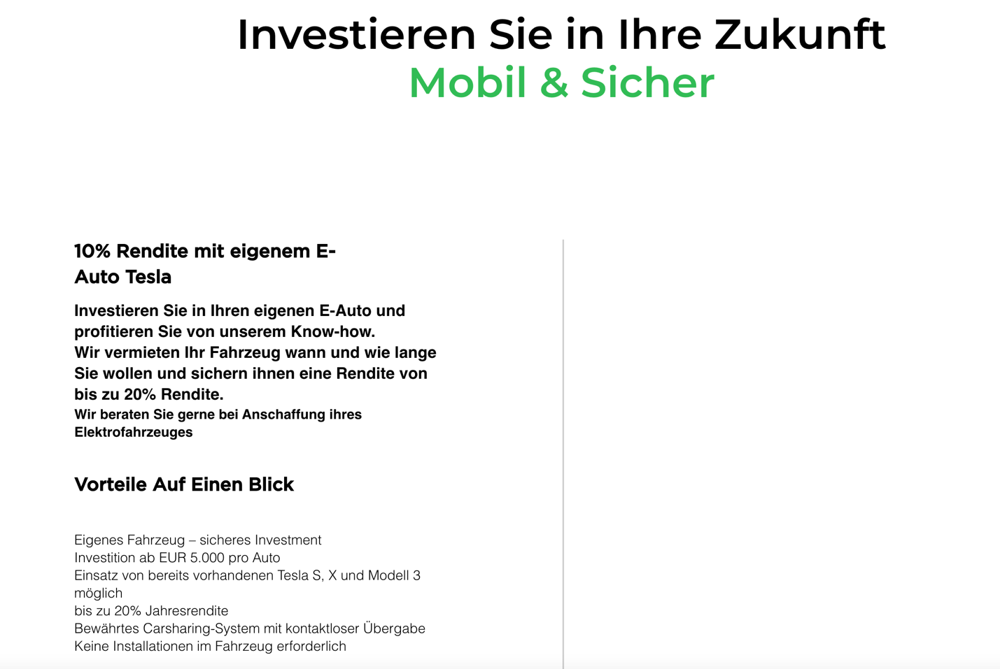 Investieren Sie in Ihre Zukunft
Mobil & Sicher
10% Rendite mit eigenem E-
Auto Tesla
Investieren Sie in Ihren eigenen E-Auto und
profitieren Sie von unserem Know-how.
Wir vermieten Ihr Fahrzeug wann und wie lange
Sie wollen und sichern ihnen eine Rendite von
bis zu 20% Rendite.
Wir beraten Sie gerne bei Anschaffung ihres
Elektrofahrzeuges
Vorteile Auf Einen Blick
Eigenes Fahrzeug – sicheres Investment
Investition ab EUR 5.000 pro Auto
Einsatz von bereits vorhandenen Tesla S, X und Modell 3
möglich
bis zu 20% Jahresrendite
Bewährtes Carsharing-System mit kontaktloser Übergabe
Keine Installationen im Fahrzeug erforderlich